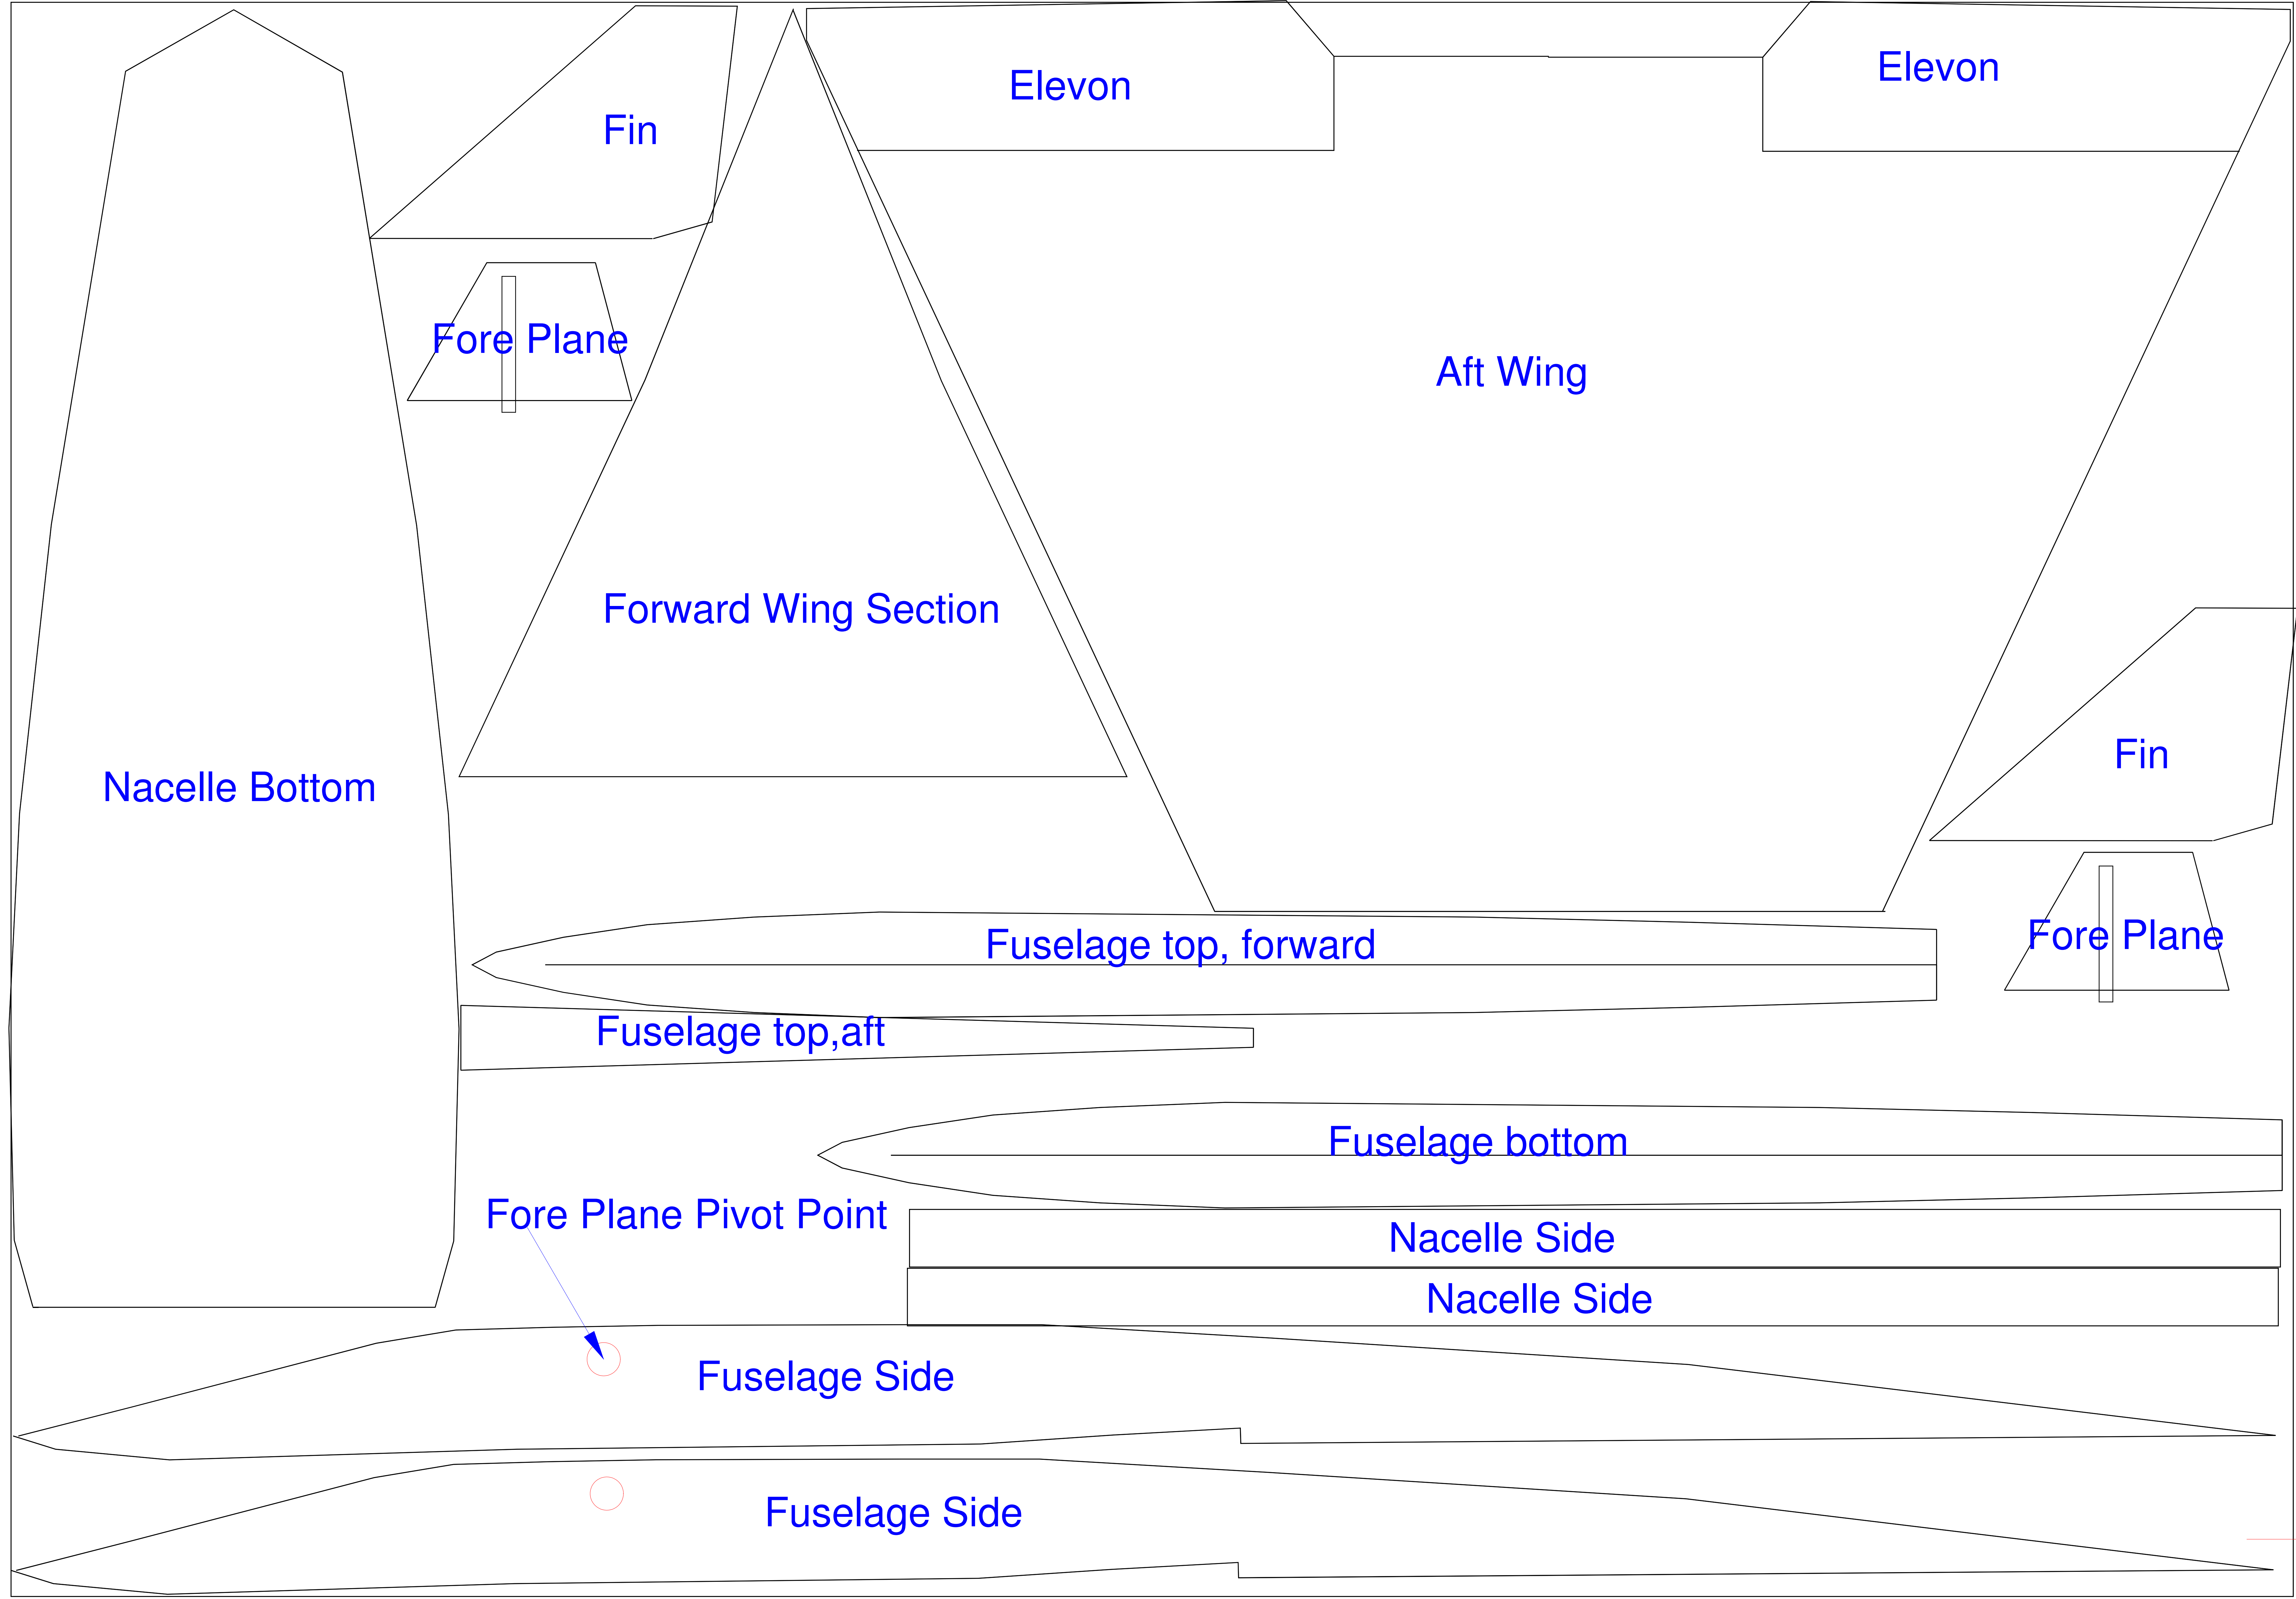 Elevon
Elevon
Fin
Fore Plane
Aft Wing
Forward Wing Section
Fin
Nacelle Bottom
Fore Plane
Fuselage top, forward
Fuselage top,aft
Fuselage bottom
Fore Plane Pivot Point
Nacelle Side
Nacelle Side
Fuselage Side
Fuselage Side